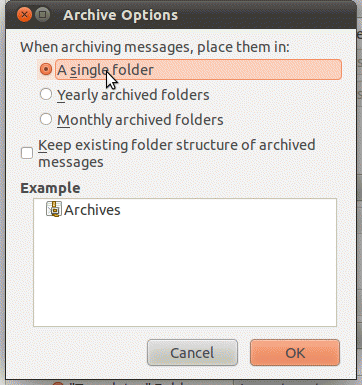 Archive Options
When archiving messages, place them in:
A single folder
Yearly archived folders
Monthly archived folders
Keep existing folder structure of archived
messages
Example
Archives
Cancel
OK